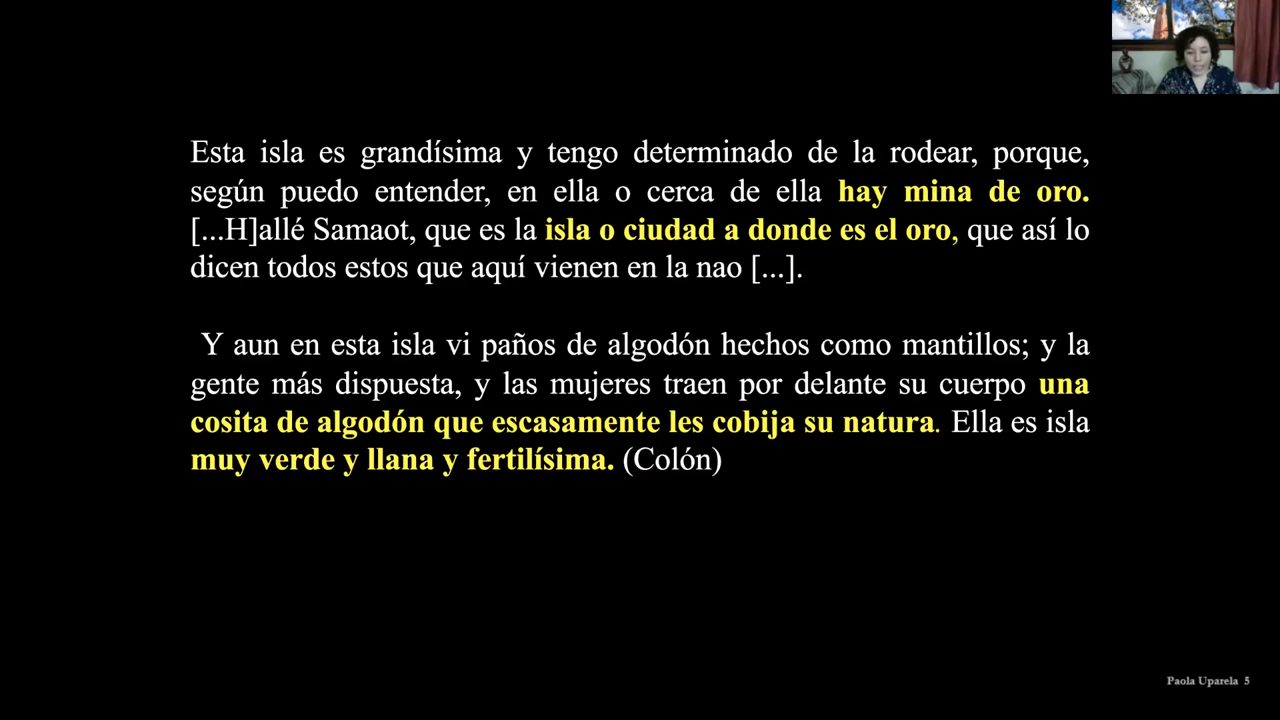 Esta isla es grandísima y tengo determinado de la rodear, porque,
según puedo entender, en ella o cerca de ella hay mina de oro.
[...H]allé Samaot, que es la isla o ciudad a donde es el oro, que así lo
dicen todos estos que aquí vienen en la nao [...].
Y aun en esta isla vi paños de algodón hechos como mantillos; y la
gente más dispuesta, y las mujeres traen por delante su cuerpo una
cosita de algodón que escasamente les cobija su natura. Ella es isla
muy verde y llana y fertilísima. (Colón)
Paola Uparela 5